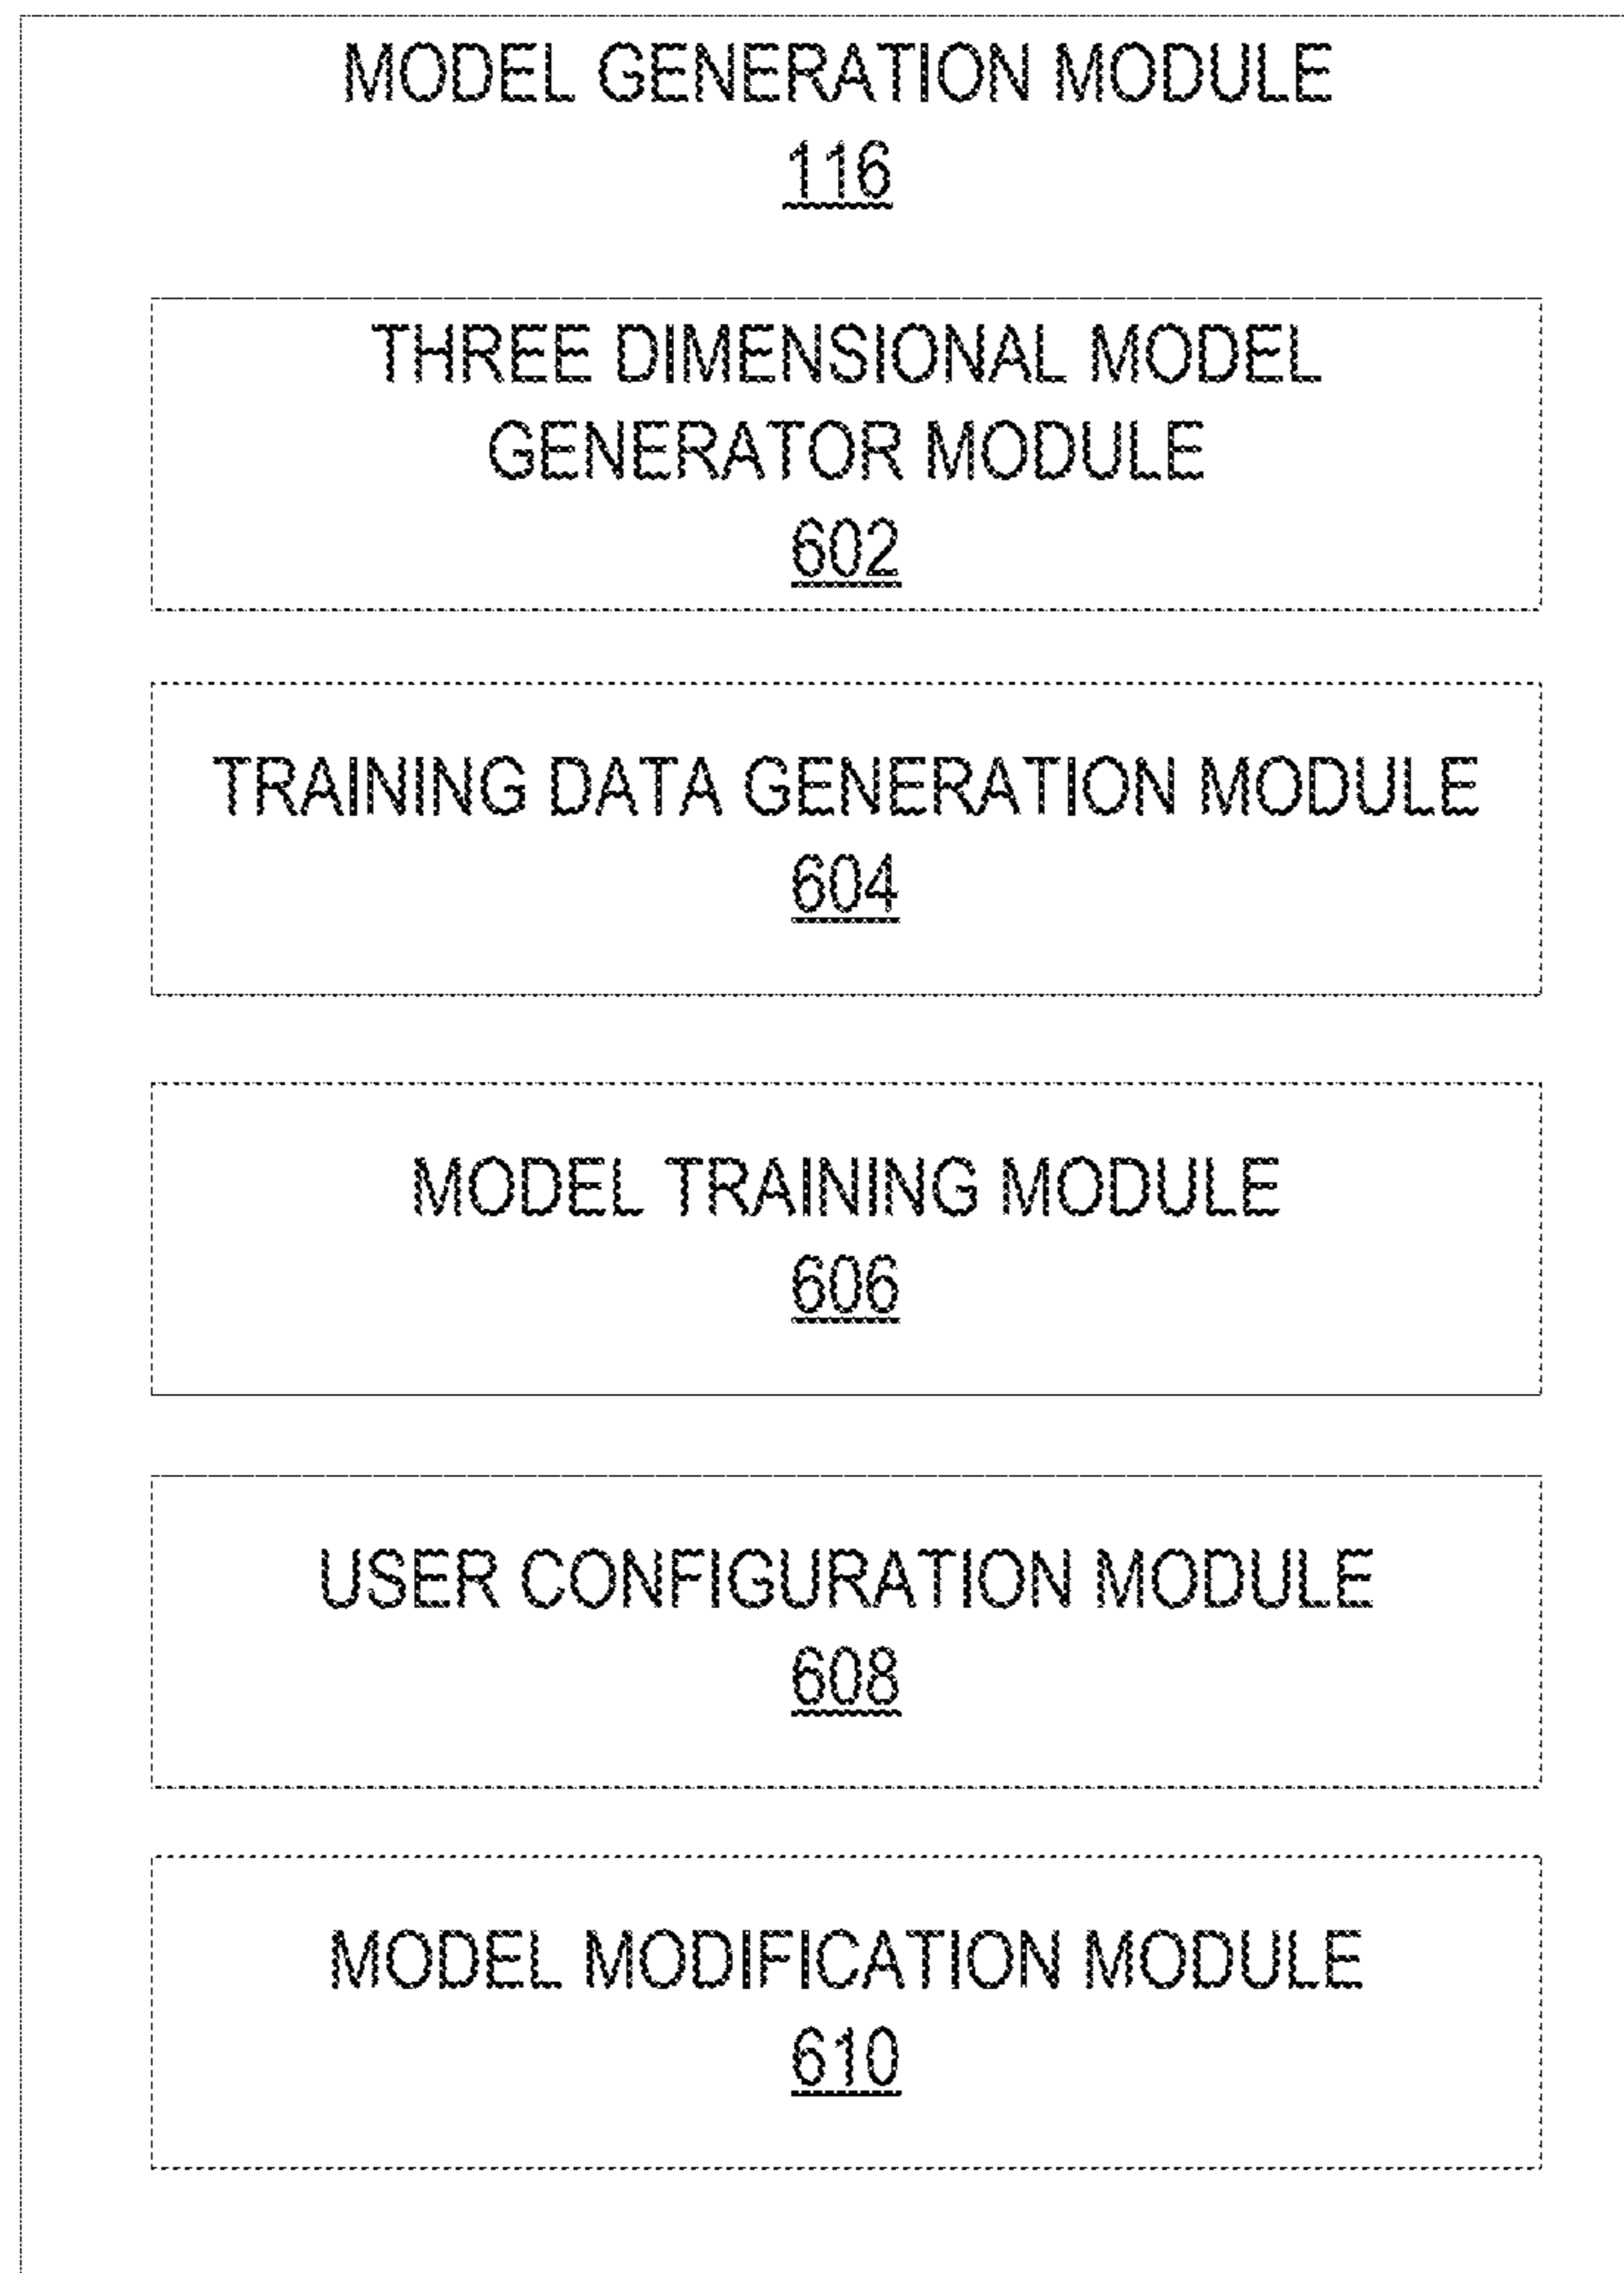 MODEL GENERATION MODULE
116
THREE DIMENSIONAL MODEL
GENERATOR MODULE
602
TRAINING DATA GENERATION MODULE
604
MODEL TRAINING MODULE
606
USER CONFIGURATION MODULE
608
MODEL MODIFICATION MODULE
610